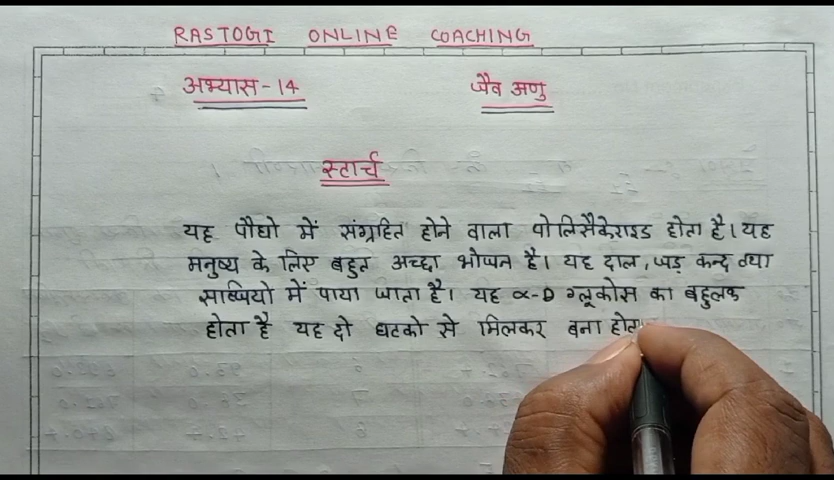 RASTOGI ONLINE COACHING
अभ्यास-14 जैव अणु
स्टार्च
यह पौधो में संग्रहित होने वाला पोलिसैकेराइड होता है। यह
मनुष्य के लिए बहुत अच्छा भोजन है। यह दाल, जड़ कन्द तथा
सब्जियो में पाया जाता है। यह α-D ग्लूकोस का बहुलक
होता है यह दो घटको से मिलकर बना होत